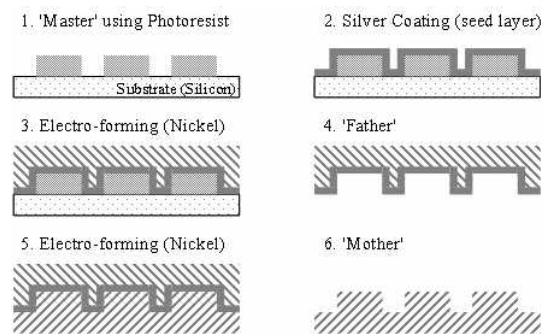 1. 'Master' using Photoresist
2. Silver Coating (seed layer)
Substrate (Silicon)
3. Electro-forming (Nickel)
4. 'Father'
5. Electro-forming (Nickel)
6. 'Mother'